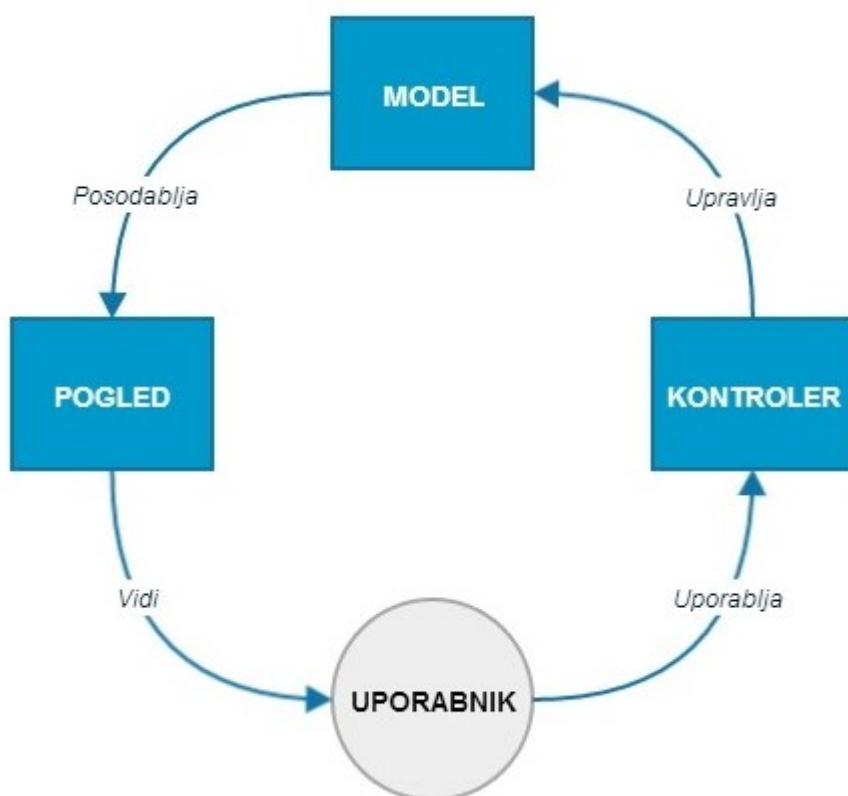 MODEL
Posodablja
Upravlja
POGLED
KONTROLER
Vidi
Uporablja
UPORABNIK